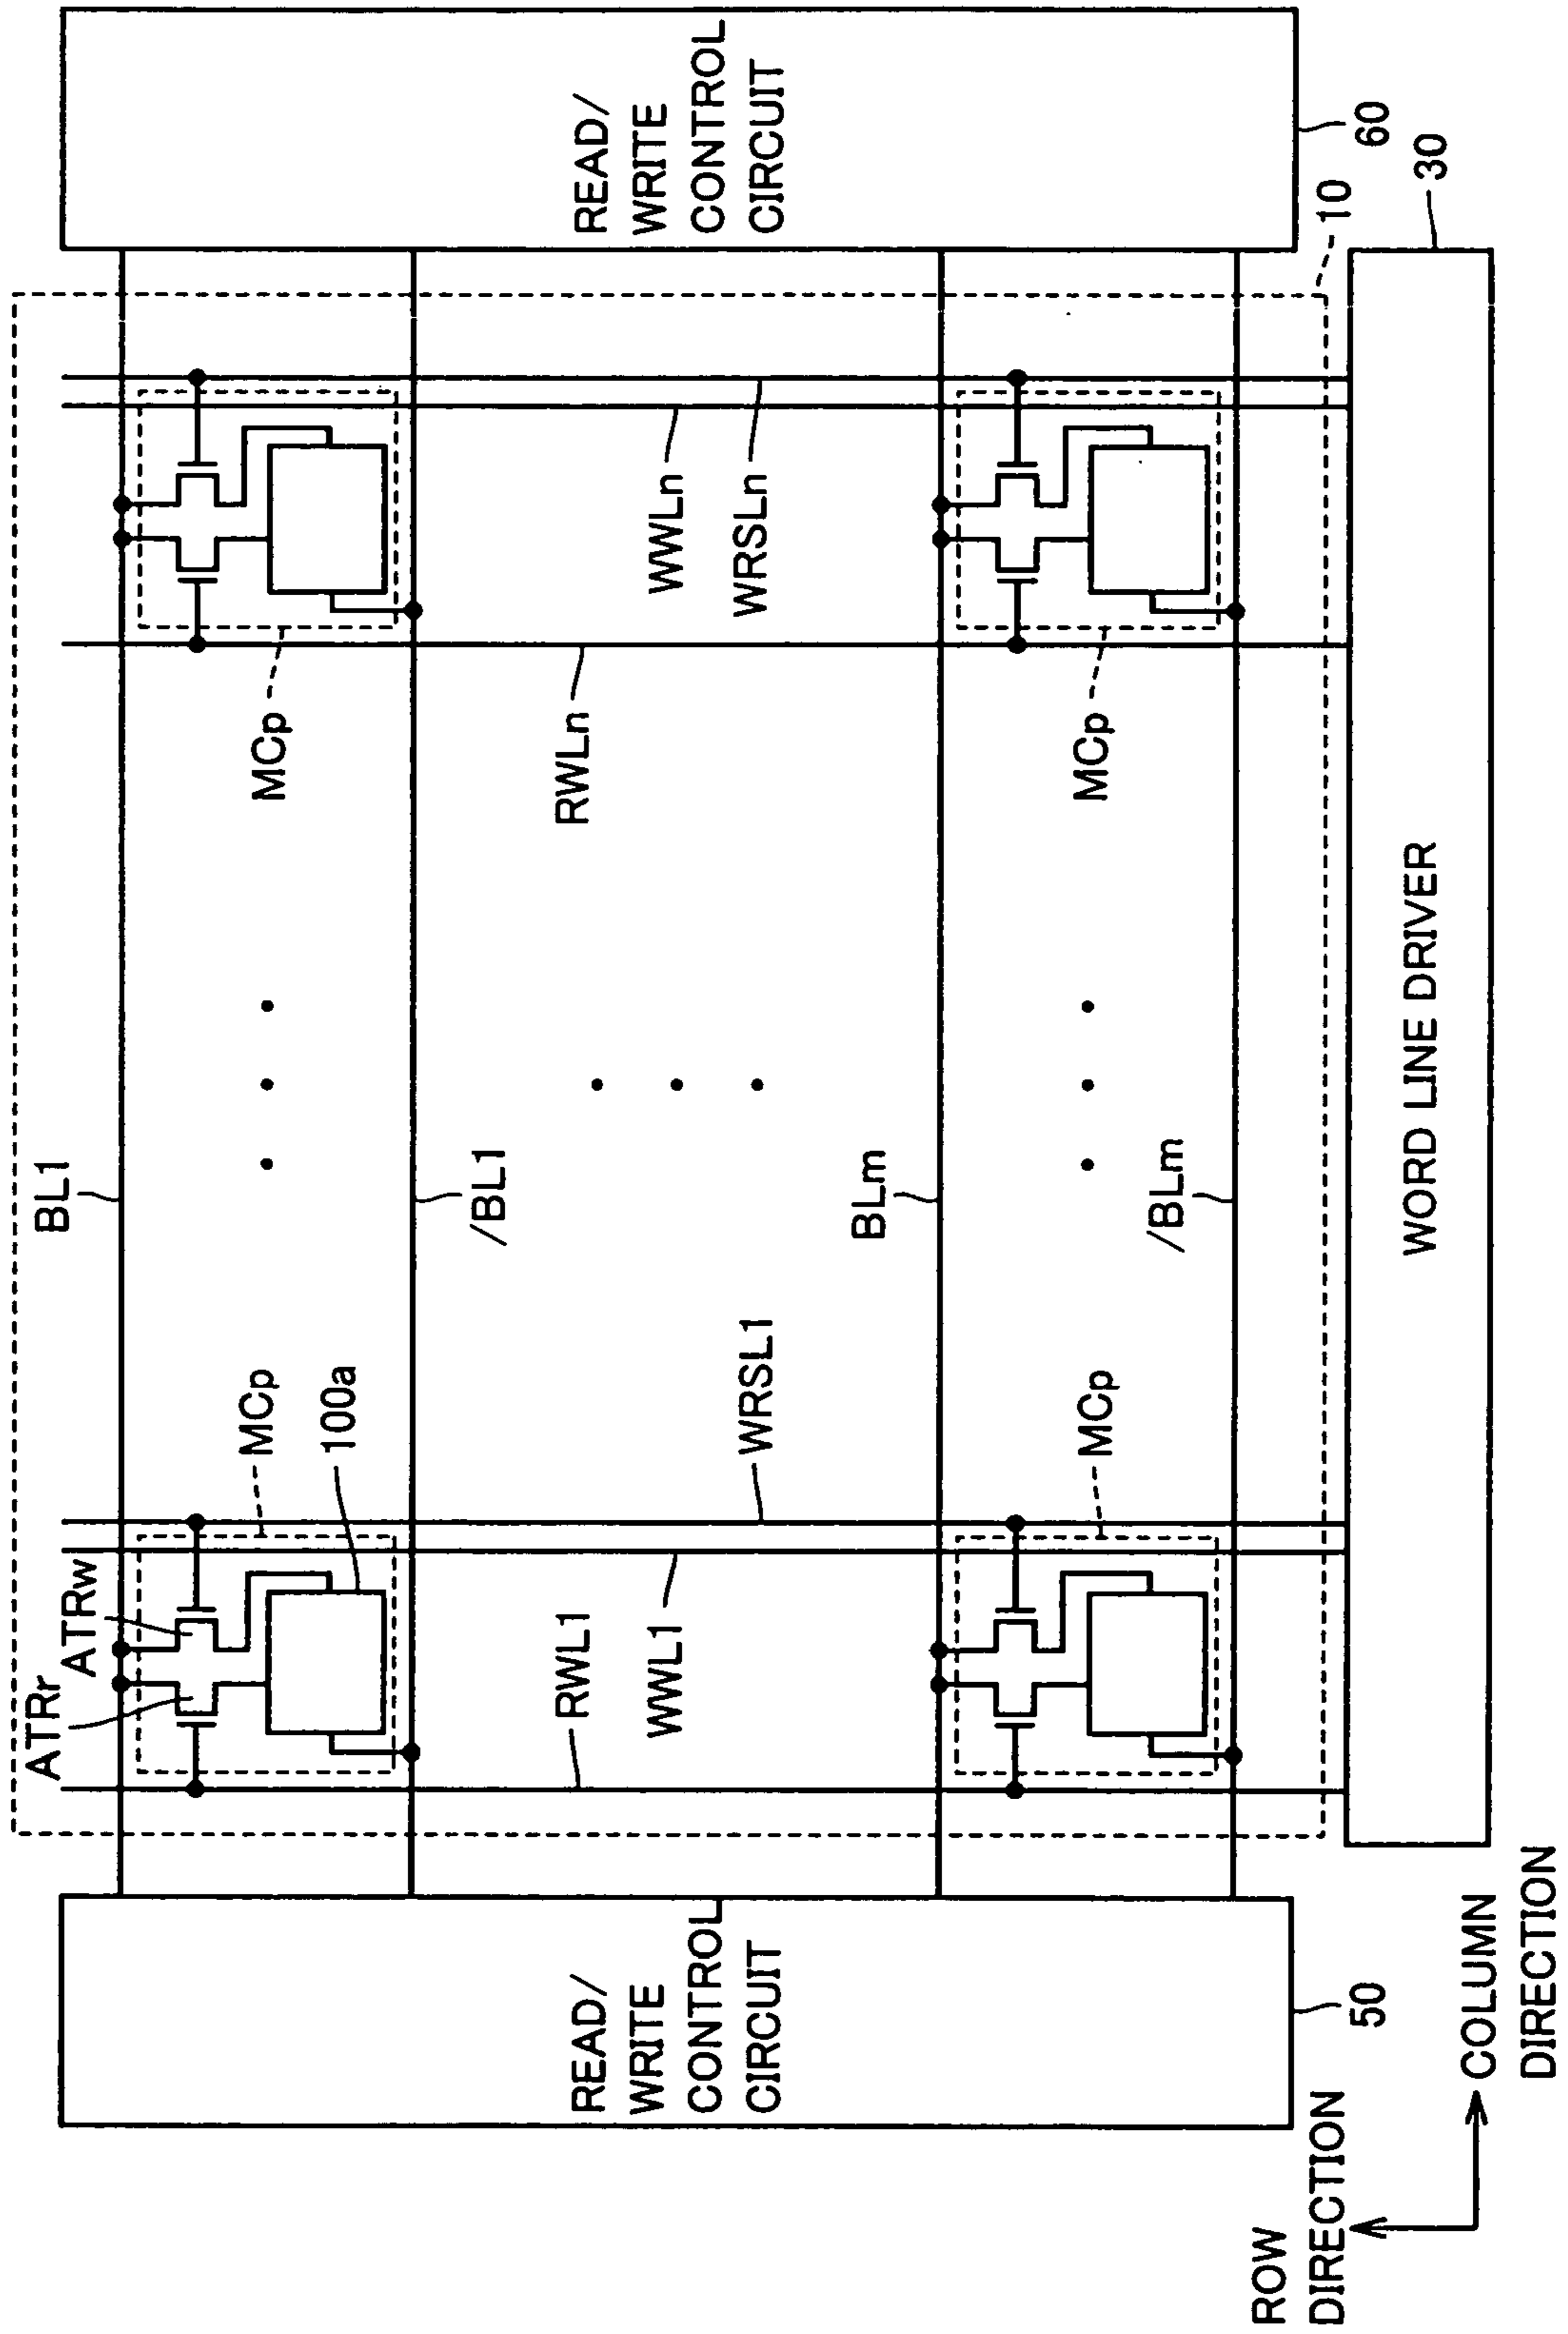 ATRr
BL1
ATRw
MCp
MCp
100a
/BL1
READ/
WRITE
CONTROL
CIRCUIT
RWL1
RWLn
WWL1
WWLn
WRSL1
WRSLn
READ/
WRITE
CONTROL
CIRCUIT
BLm
MCp
MCp
/BLm
10
50
60
30
WORD LINE DRIVER
ROW
DIRECTION
COLUMN
DIRECTION